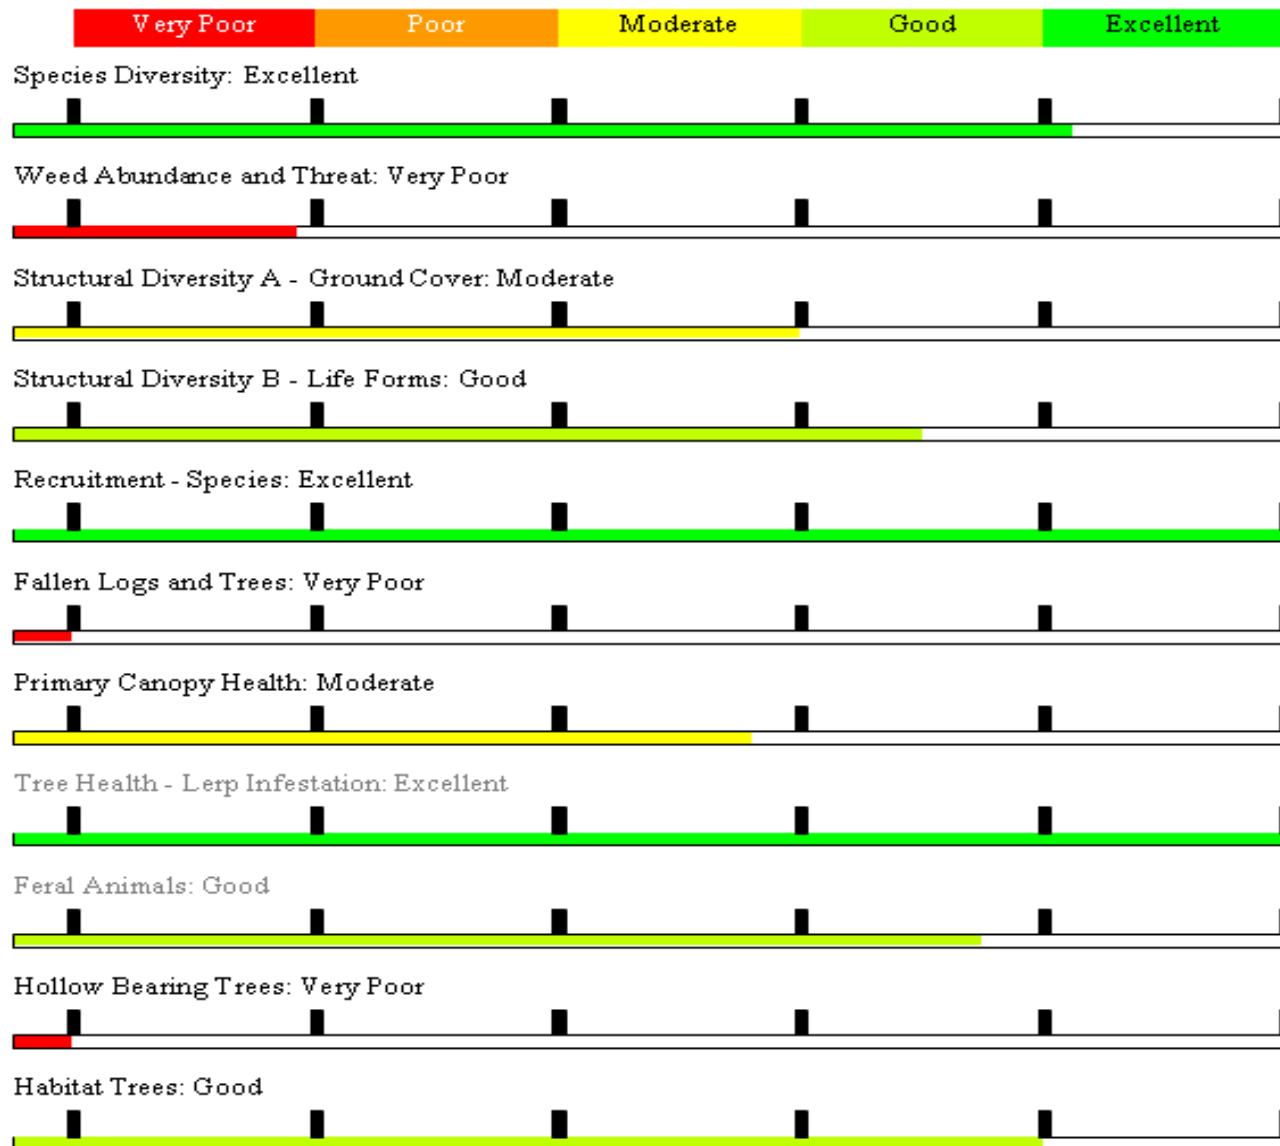 Very Poor Poor Moderate Good Excellent
Species Diversity: Excellent
Weed Abundance and Threat: Very Poor
Structural Diversity A - Ground Cover: Moderate
Structural Diversity B - Life Forms: Good
Recruitment - Species: Excellent
Fallen Logs and Trees: Very Poor
Primary Canopy Health: Moderate
Tree Health - Lerp Infestation: Excellent
Feral Animals: Good
Hollow Bearing Trees: Very Poor
Habitat Trees: Good